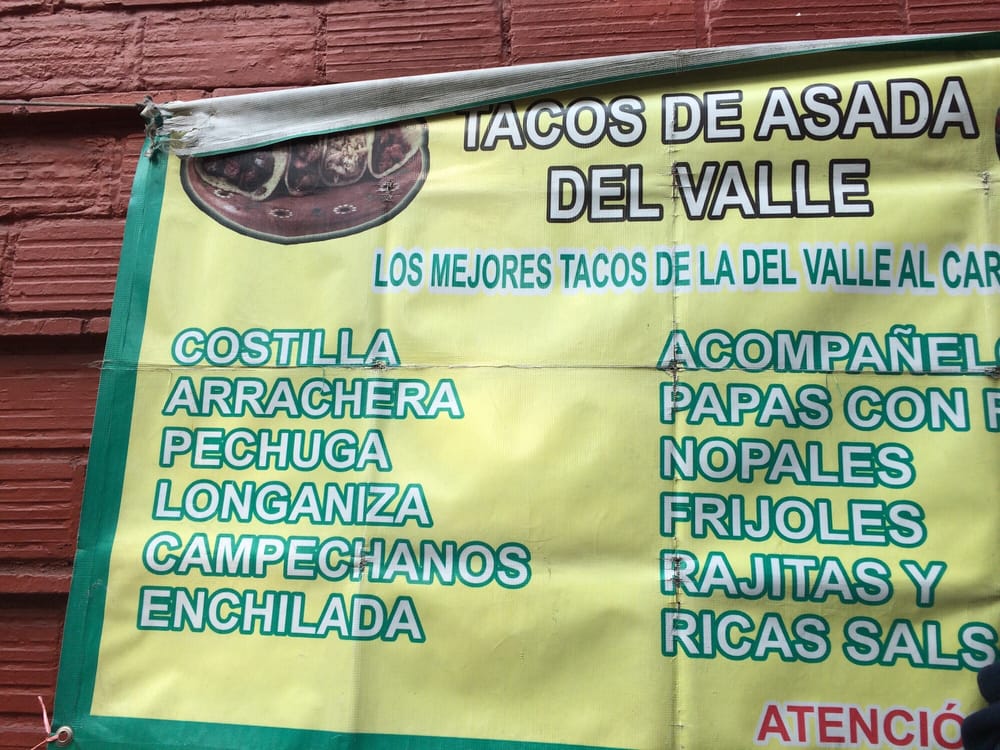 TACOS DE ASADA
DEL VALLE
LOS MEJORES TACOS DE LA DEL VALLE AL CAR
COSTILLA
ARRACHERA
PECHUGA
LONGANIZA
CAMPECHANOS
ENCHILADA
ACOMPAÑELO
PAPAS CON
NOPALES
FRIJOLES
RAJITAS Y
RICAS SALS
ATENCIÓ